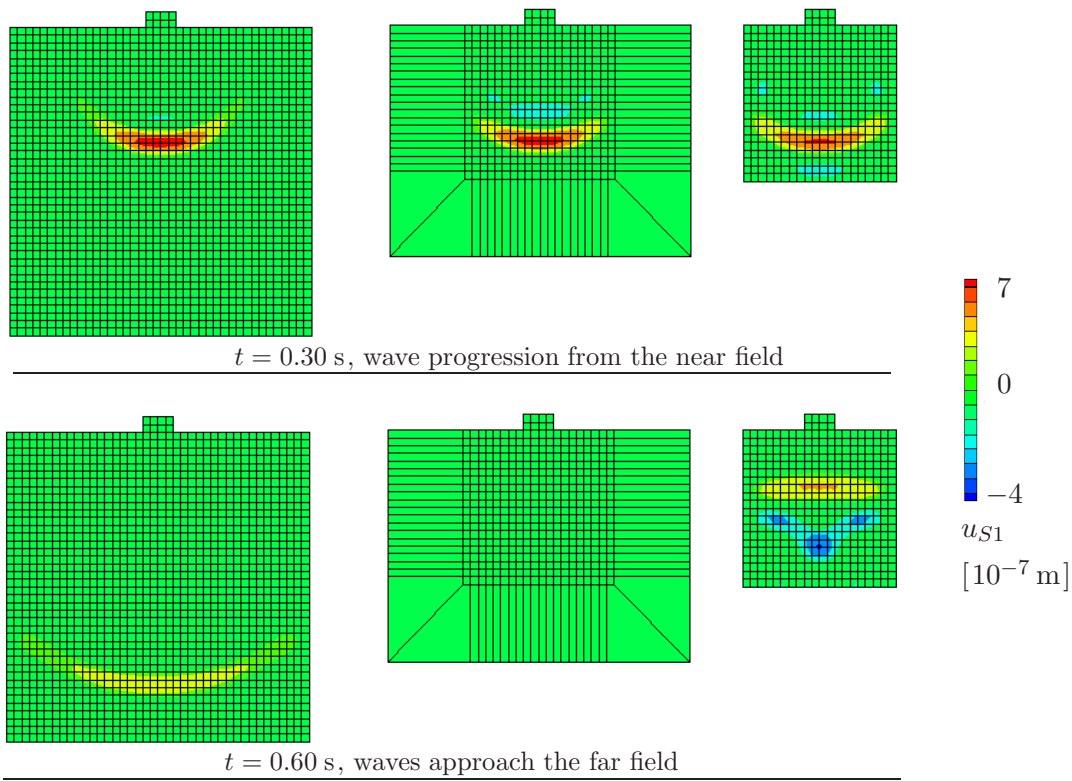 t = 0.30 s, wave progression from the near field
7
0
−4
u_{S1}
[10^{−7} m]
t = 0.60 s, waves approach the far field